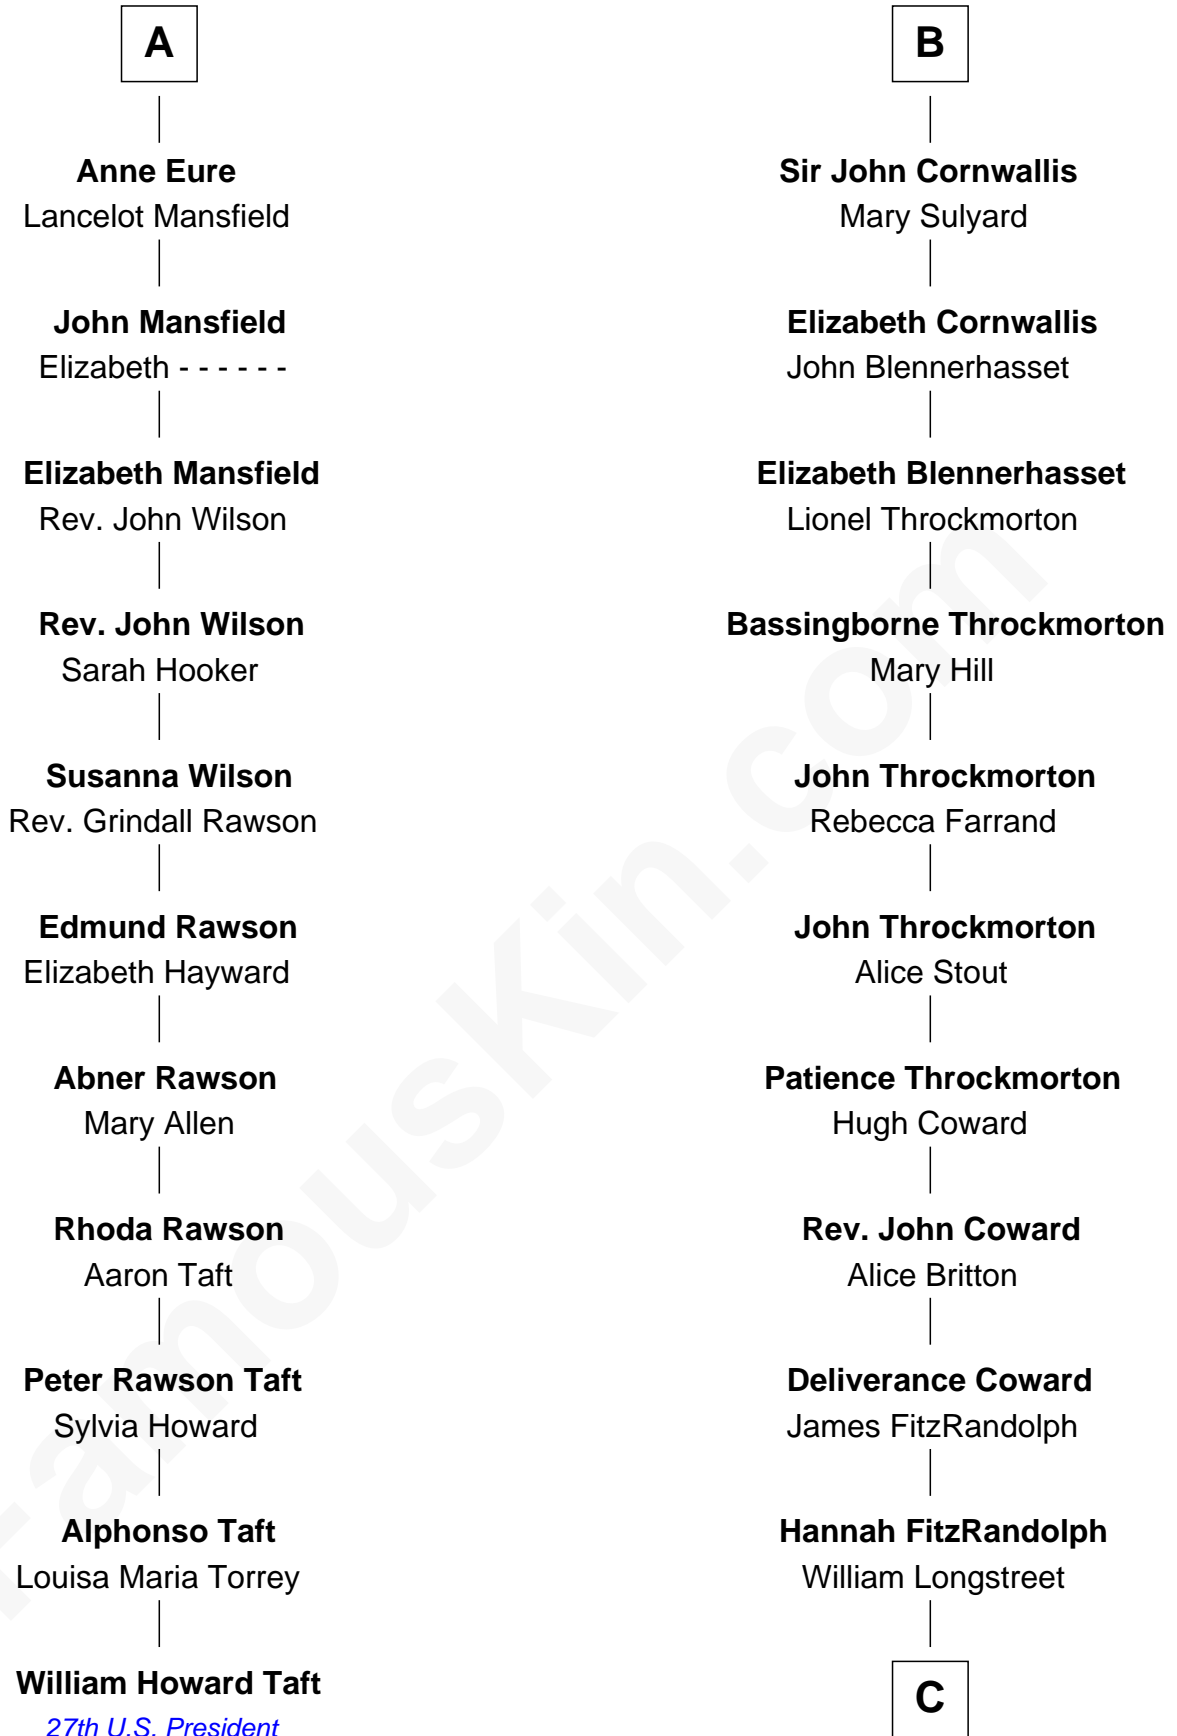 A
Anne Eure
Lancelot Mansfield
John Mansfield
Elizabeth - - - - - -
Elizabeth Mansfield
Rev. John Wilson
Rev. John Wilson
Sarah Hooker
Susanna Wilson
Rev. Grindall Rawson
Edmund Rawson
Elizabeth Hayward
Abner Rawson
Mary Allen
Rhoda Rawson
Aaron Taft
Peter Rawson Taft
Sylvia Howard
Alphonso Taft
Louisa Maria Torrey
William Howard Taft
27th U.S. President
B
Sir John Cornwallis
Mary Sulyard
Elizabeth Cornwallis
John Blennerhasset
Elizabeth Blennerhasset
Lionel Throckmorton
Bassingborne Throckmorton
Mary Hill
John Throckmorton
Rebecca Farrand
John Throckmorton
Alice Stout
Patience Throckmorton
Hugh Coward
Rev. John Coward
Alice Britton
Deliverance Coward
James FitzRandolph
Hannah FitzRandolph
William Longstreet
C
FamousKin.com